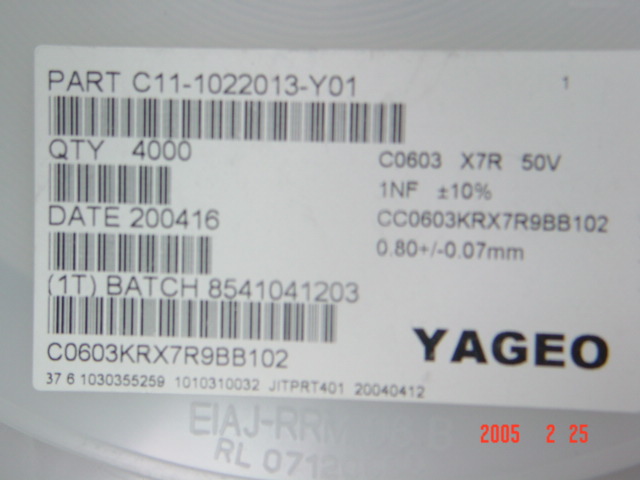 PART C11-1022013-Y01
1
QTY 4000
C0603 X7R 50V
1NF ±10%
DATE 200416
CC0603KRX7R9BB102
0.80+/-0.07mm
(1T) BATCH 8541041203
YAGEO
C0603KRX7R9BB102
37 6 1030355259 1010310032 JITPRT401 20040412
2005 2 25
RL